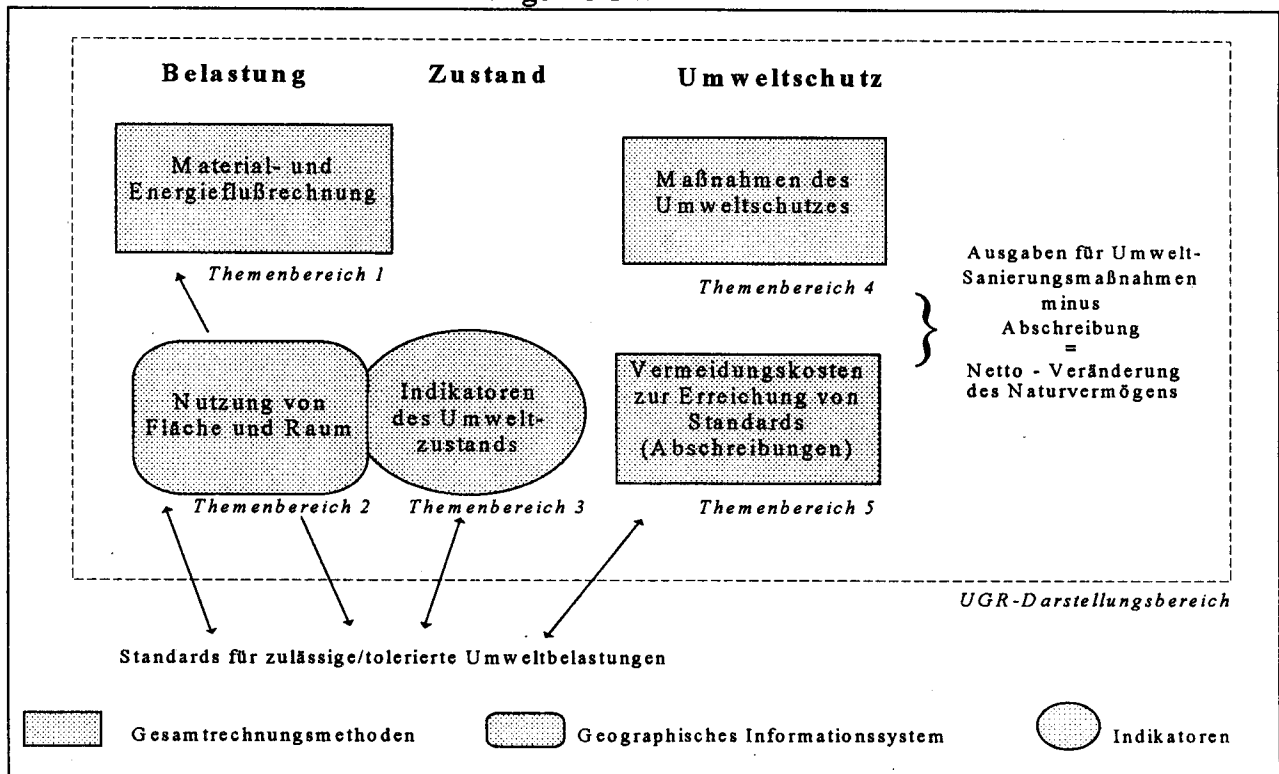 Belastung
Zustand
Umweltschutz
Material- und
Energieflußrechnung
Themenbereich 1
Maßnahmen des
Umweltschutzes
Themenbereich 4
Nutzung von
Fläche und Raum
Themenbereich 2
Indikatoren
des Umwelt-
zustands
Themenbereich 3
Vermeidungskosten
zur Erreichung von
Standards
(Abschreibungen)
Themenbereich 5
}
Ausgaben für Umwelt-
Sanierungsmaßnahmen
minus
Abschreibung
=
Netto - Veränderung
des Naturvermögens
UGR-Darstellungsbereich
Standards für zulässige/tolerierte Umweltbelastungen
Gesamtrechnungsmethoden
Geographisches Informationssystem
Indikatoren